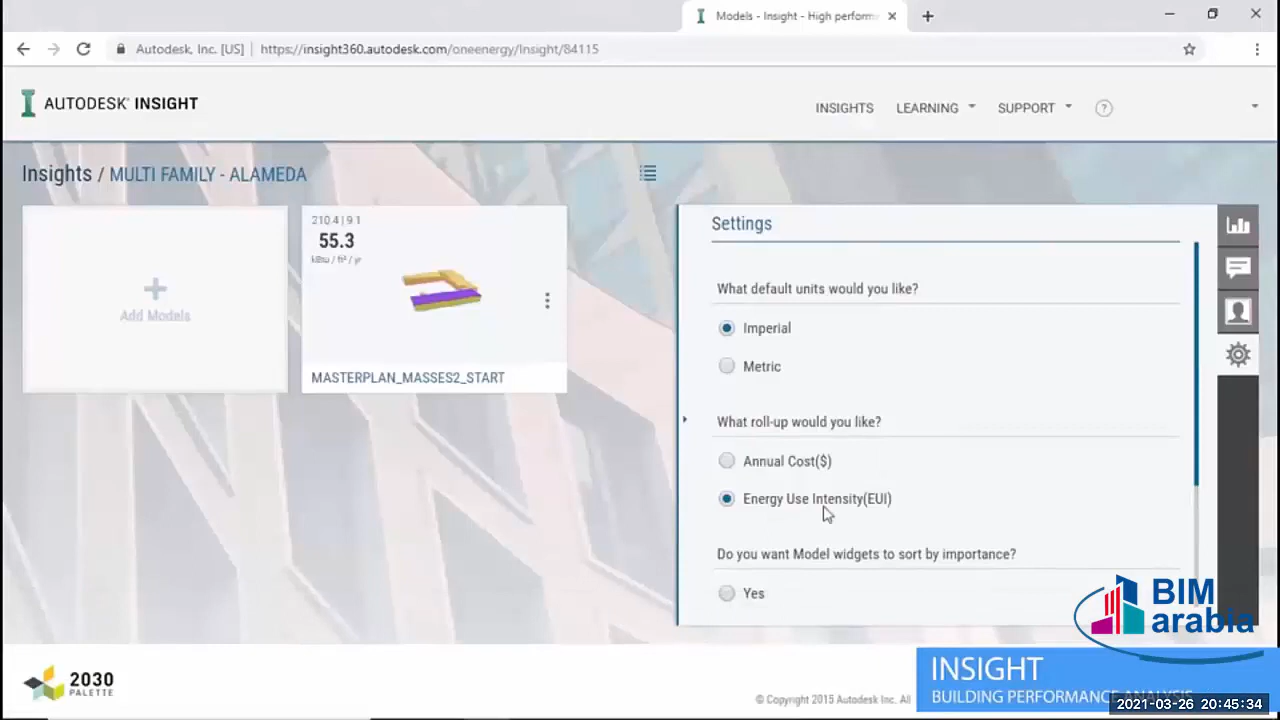 Models - Insight - High perform
Autodesk, Inc. [US] | https://insight360.autodesk.com/oneenergy/Insight/84115
AUTODESK® INSIGHT
INSIGHTS LEARNING SUPPORT ?
Insights / MULTI FAMILY - ALAMEDA
Add Models
210.4 | 9.1
55.3
kBtu / ft² / yr
MASTERPLAN_MASSES2_START
Settings
What default units would you like?
Imperial
Metric
What roll-up would you like?
Annual Cost($)
Energy Use Intensity(EUI)
Do you want Model widgets to sort by importance?
Yes
BIM
arabia
2030
PALETTE
© Copyright 2015 Autodesk Inc. All
INSIGHT
BUILDING PERFORMANCE ANALYSIS
2021-03-26 20:45:34